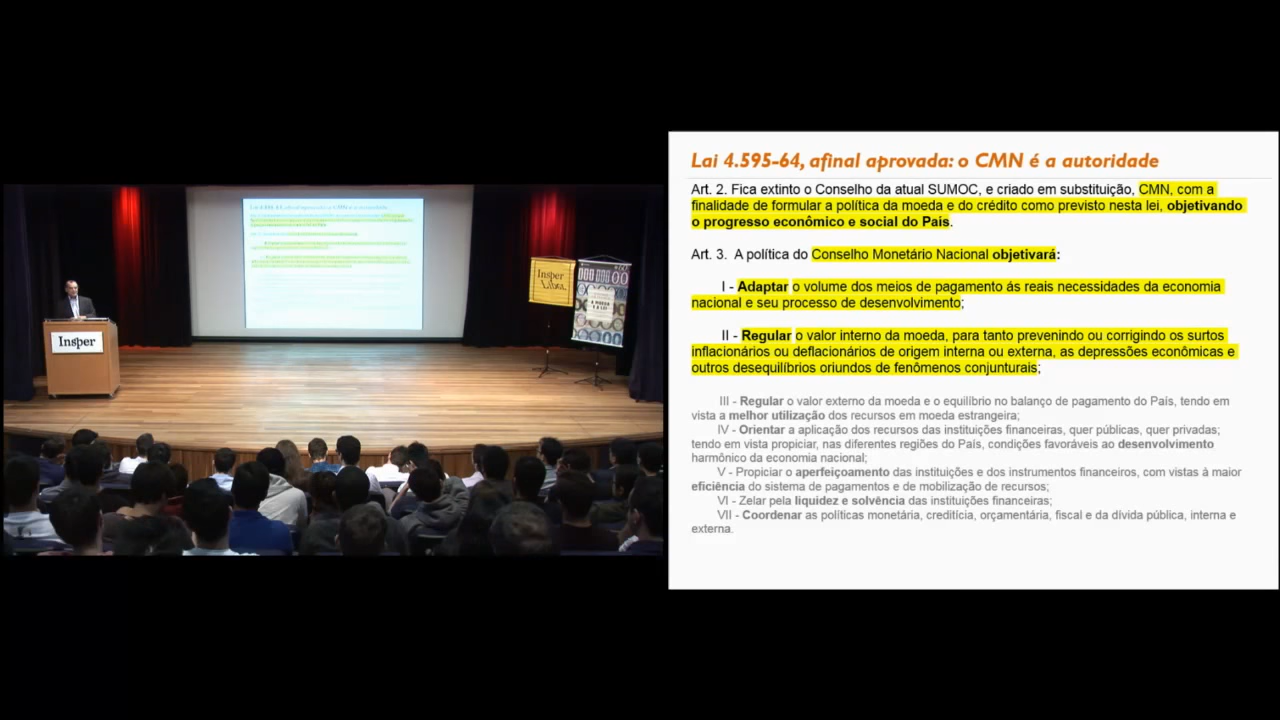 Insper
Insper
Lai 4.595-64, afinal aprovada: o CMN é a autoridade
Art. 2. Fica extinto o Conselho da atual SUMOC, e criado em substituição, CMN, com a
finalidade de formular a política da moeda e do crédito como previsto nesta lei, objetivando
o progresso econômico e social do País.
Art. 3. A política do Conselho Monetário Nacional objetivará:
I - Adaptar o volume dos meios de pagamento ás reais necessidades da economia
nacional e seu processo de desenvolvimento;
II - Regular o valor interno da moeda, para tanto prevenindo ou corrigindo os surtos
inflacionários ou deflacionários de origem interna ou externa, as depressões econômicas e
outros desequilíbrios oriundos de fenômenos conjunturais;
III - Regular o valor externo da moeda e o equilíbrio no balanço de pagamento do País, tendo em
vista a melhor utilização dos recursos em moeda estrangeira;
IV - Orientar a aplicação dos recursos das instituições financeiras, quer públicas, quer privadas;
tendo em vista propiciar, nas diferentes regiões do País, condições favoráveis ao desenvolvimento
harmônico da economia nacional;
V - Propiciar o aperfeiçoamento das instituições e dos instrumentos financeiros, com vistas à maior
eficiência do sistema de pagamentos e de mobilização de recursos;
VI - Zelar pela liquidez e solvência das instituições financeiras;
VII - Coordenar as políticas monetária, creditícia, orçamentária, fiscal e da dívida pública, interna e
externa.